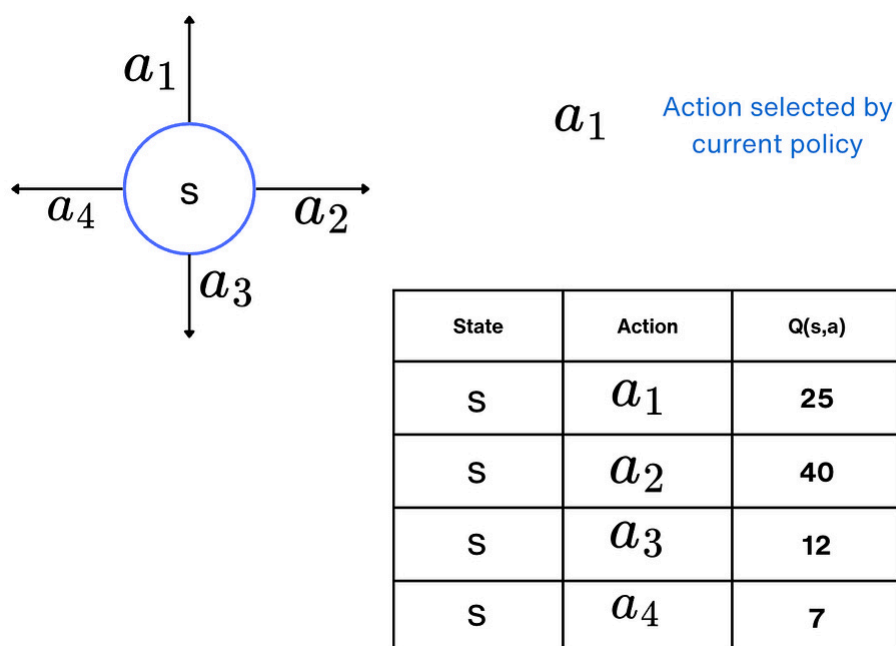 a₁
a₄
S
a₂
a₃
a₁
Action selected by
current policy
State Action Q(s,a)
S a₁ 25
S a₂ 40
S a₃ 12
S a₄ 7